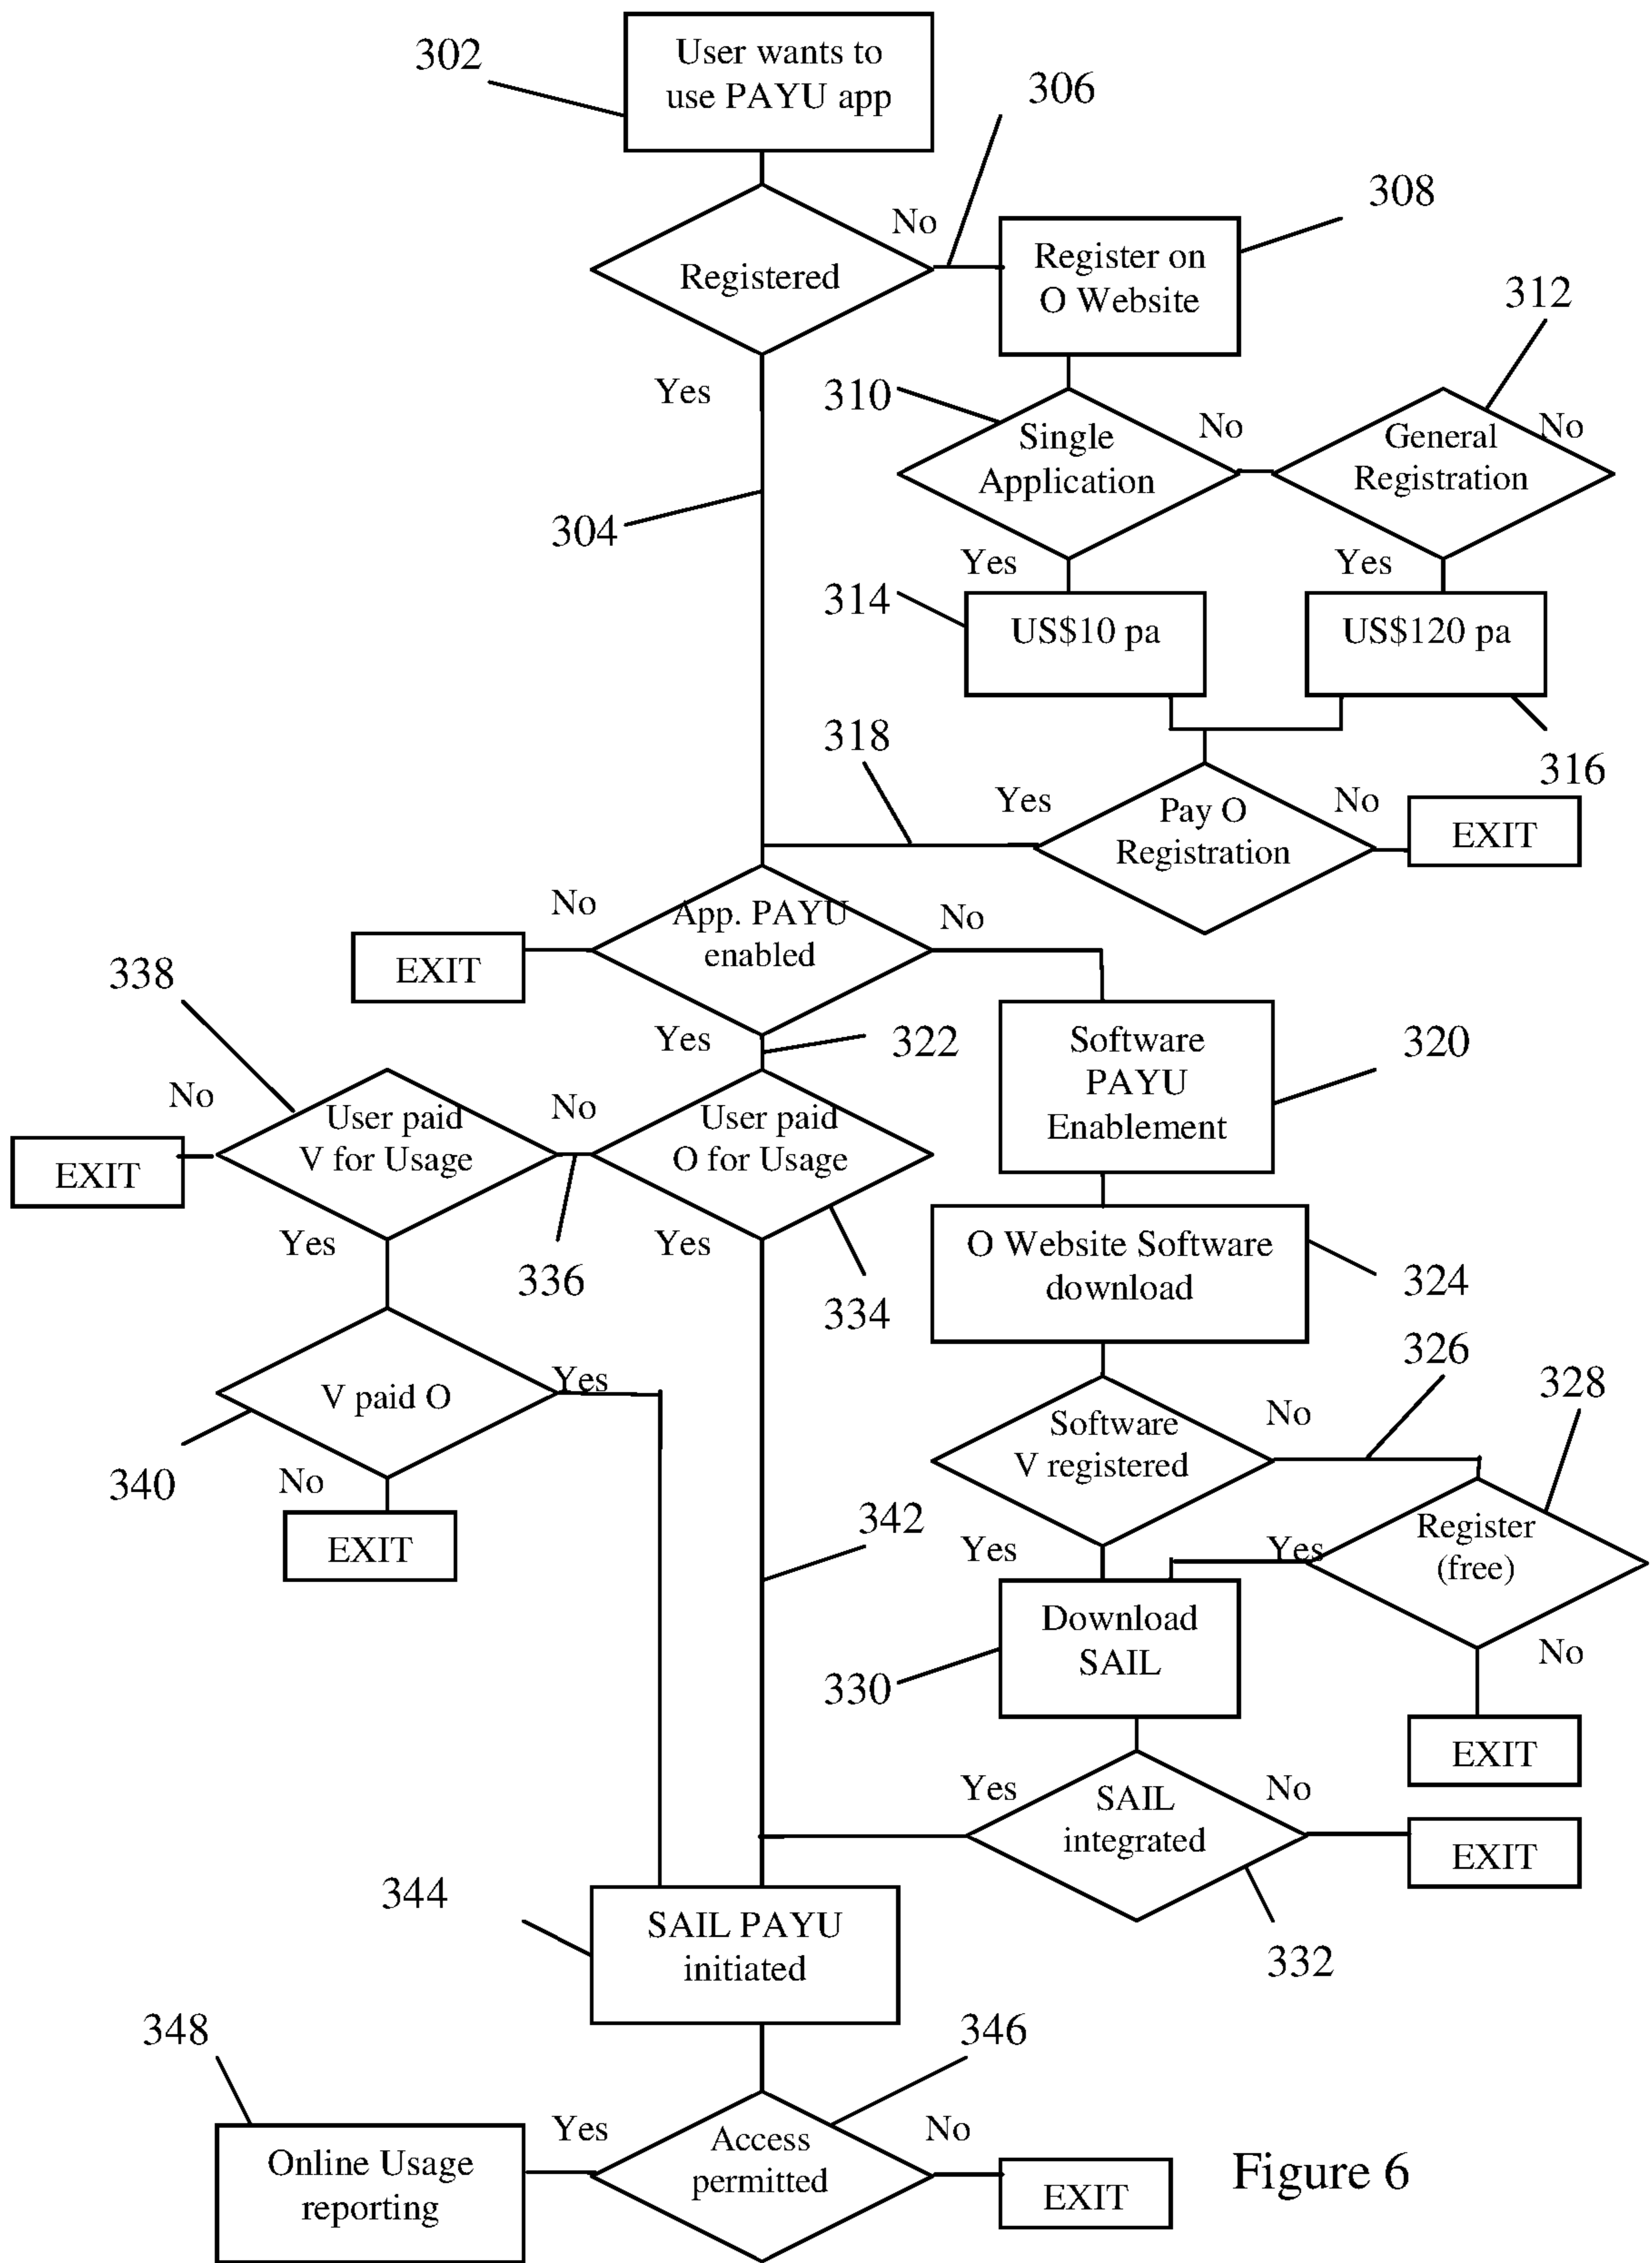 302
User wants to
use PAYU app
306
No
308
Register on
O Website
Registered
312
Yes
310
Single
Application
No
General
Registration
No
304
Yes
Yes
314
US$10 pa
US$120 pa
318
316
Yes
Pay O
Registration
No
EXIT
No
App. PAYU
enabled
No
EXIT
338
Yes
322
Software
PAYU
Enablement
320
No
User paid
V for Usage
No
User paid
O for Usage
EXIT
Yes
336
Yes
334
O Website Software
download
324
326
328
V paid O
Yes
Software
V registered
No
340
No
EXIT
342
Yes
Yes
Register
(free)
Download
SAIL
330
No
EXIT
Yes
SAIL
integrated
No
EXIT
344
SAIL PAYU
initiated
332
348
346
Yes
Access
permitted
No
Online Usage
reporting
EXIT
Figure 6